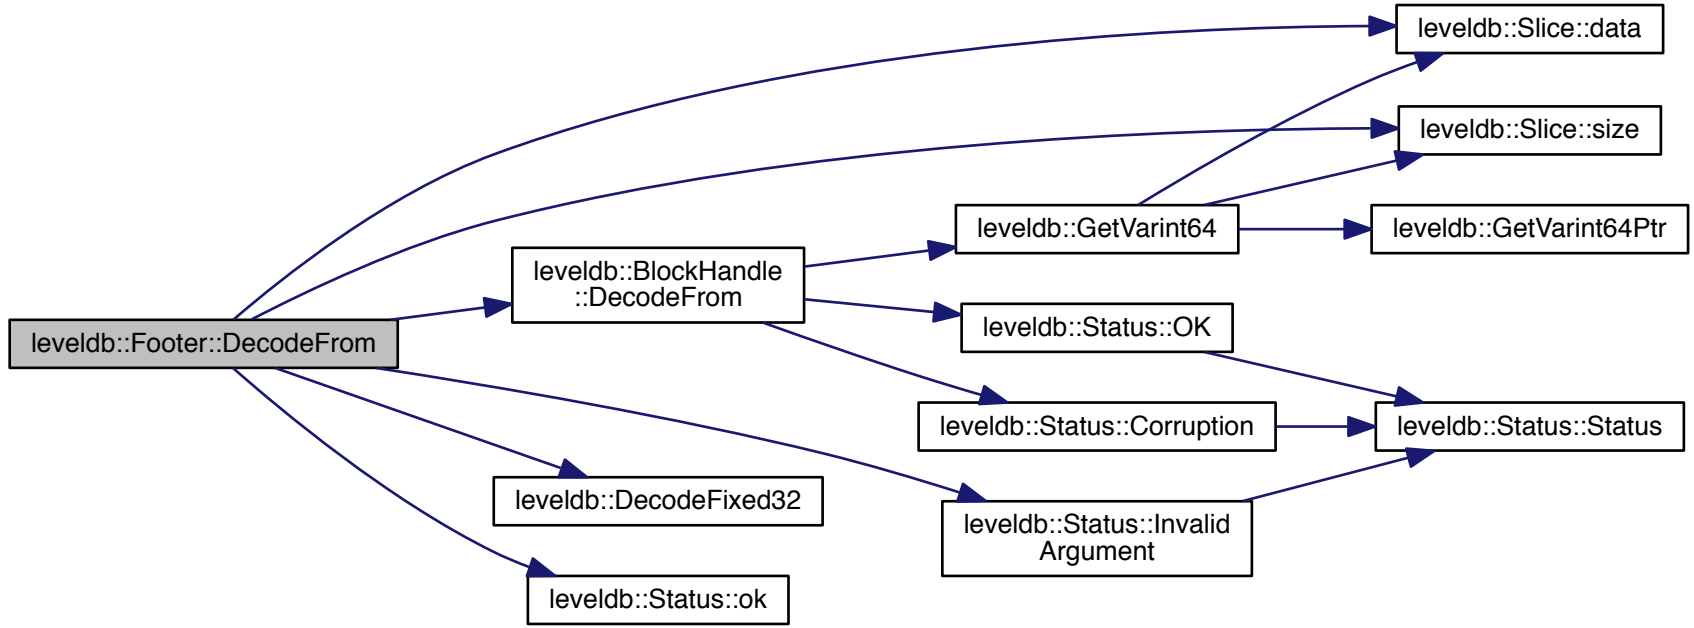 leveldb::Slice::data
leveldb::Slice::size
leveldb::GetVarint64
leveldb::GetVarint64Ptr
leveldb::BlockHandle
::DecodeFrom
leveldb::Status::OK
leveldb::Footer::DecodeFrom
leveldb::Status::Corruption
leveldb::Status::Status
leveldb::DecodeFixed32
leveldb::Status::Invalid
Argument
leveldb::Status::ok